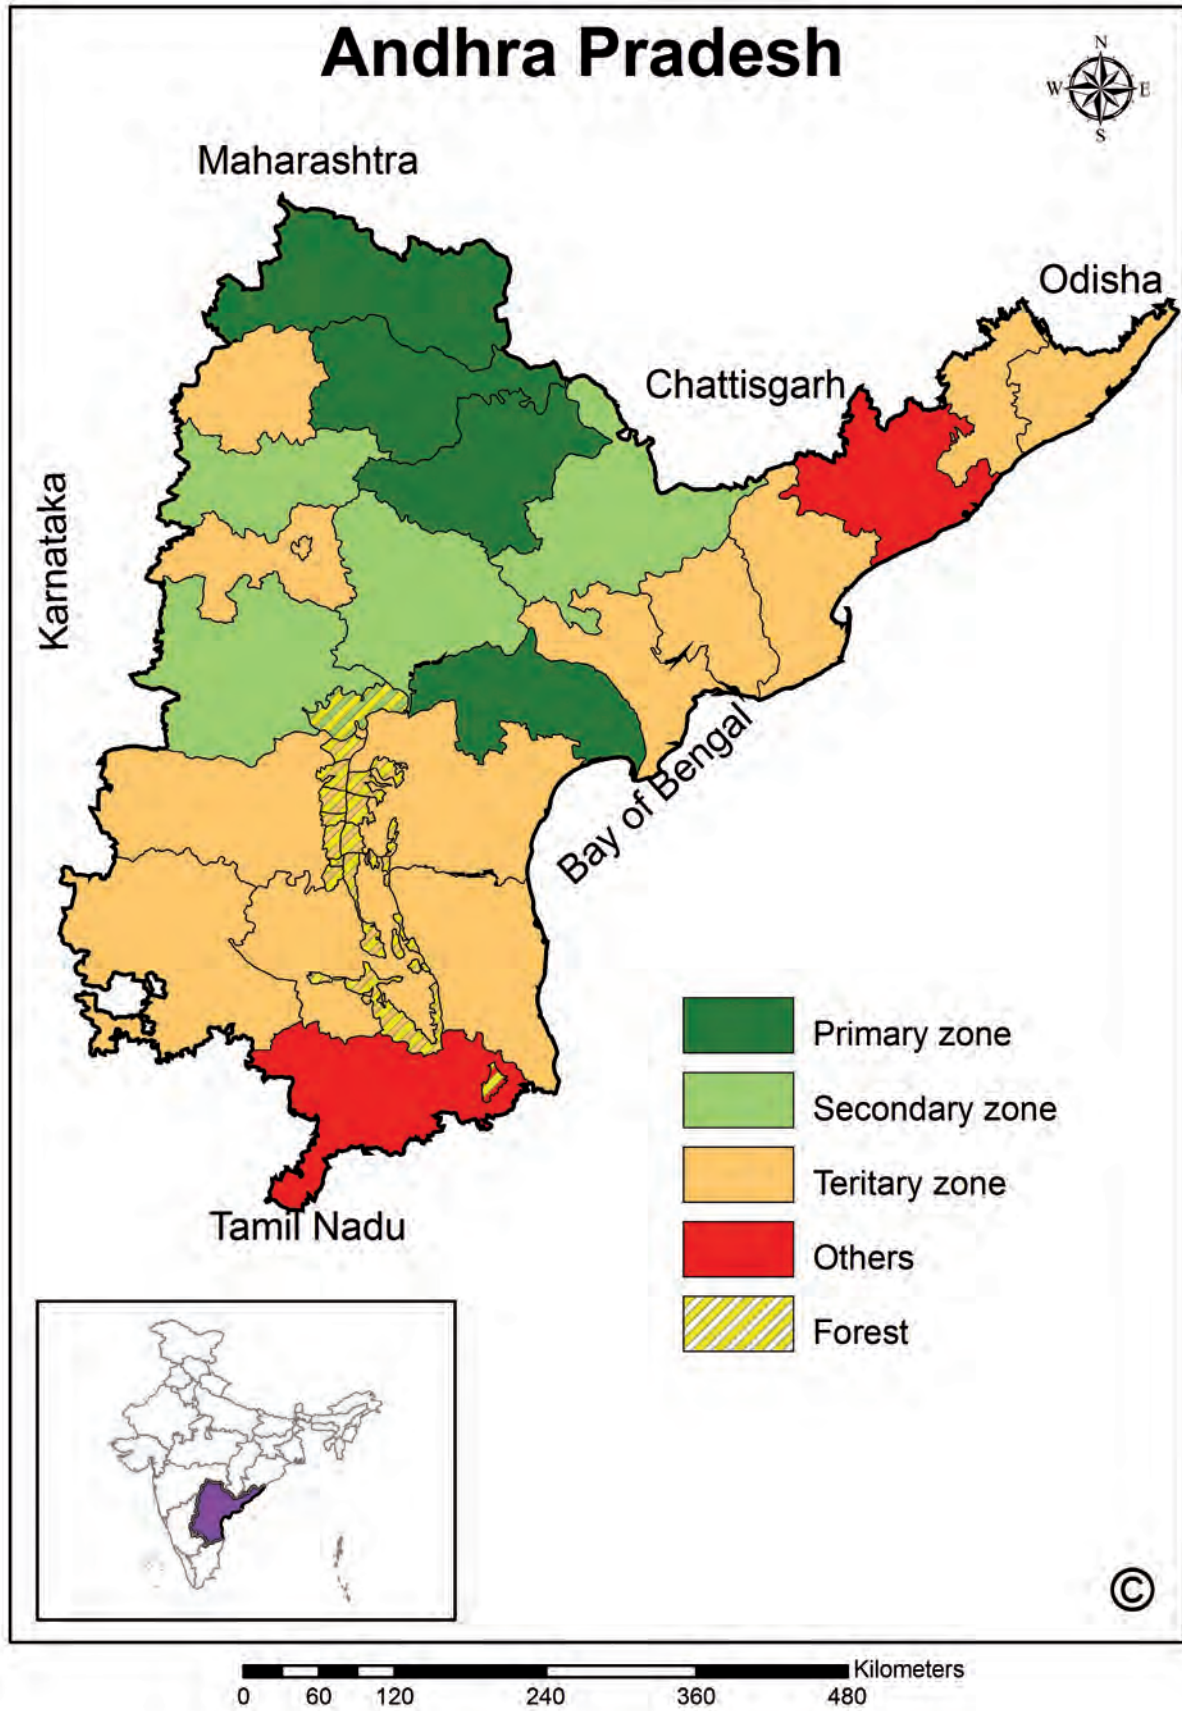 Andhra Pradesh
N
W E
S
Maharashtra
Odisha
Chattisgarh
Karnataka
Bay of Bengal
Tamil Nadu
Primary zone
Secondary zone
Teritary zone
Others
Forest
©
Kilometers
0 60 120 240 360 480